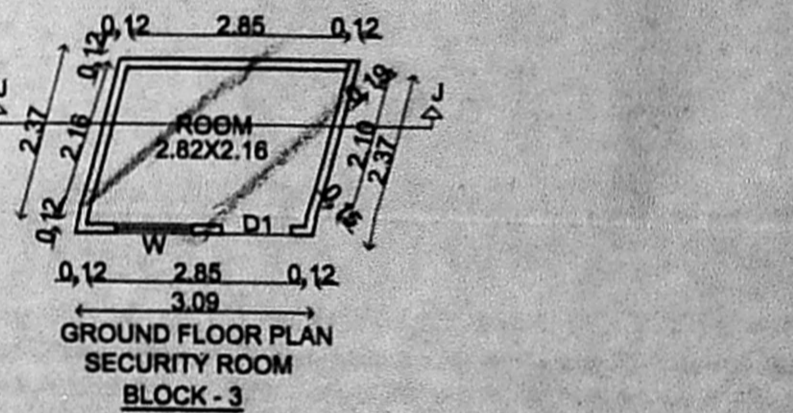 0,12 2.85 0,12
0,12
2.37
2.16
0,12
J
ROOM
2.82X2.16
2.10
2.37
W
D1
0,12 2.85 0,12
3.09
GROUND FLOOR PLAN
SECURITY ROOM
BLOCK - 3